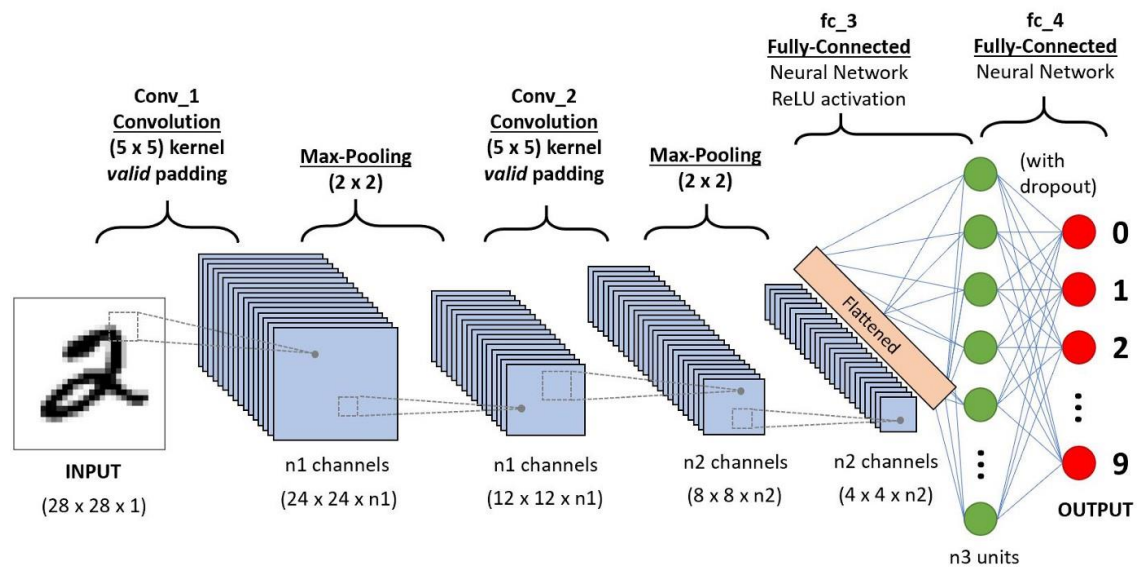 Conv_1
Convolution
(5 x 5) kernel
valid padding
Max-Pooling
(2 x 2)
Conv_2
Convolution
(5 x 5) kernel
valid padding
Max-Pooling
(2 x 2)
fc_3
Fully-Connected
Neural Network
ReLU activation
fc_4
Fully-Connected
Neural Network
(with
dropout)
2
Flattened
0
1
2
9
INPUT
(28 x 28 x 1)
n1 channels
(24 x 24 x n1)
n1 channels
(12 x 12 x n1)
n2 channels
(8 x 8 x n2)
n2 channels
(4 x 4 x n2)
n3 units
OUTPUT